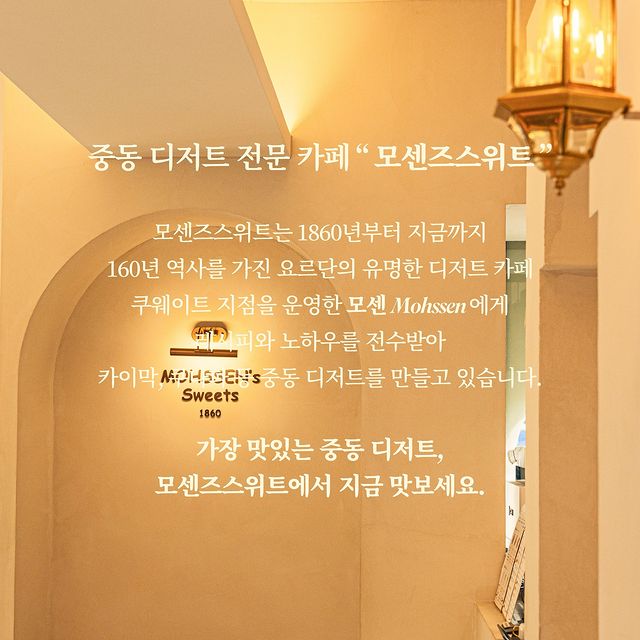 중동 디저트 전문 카페 “ 모센즈스위트 ”
모센즈스위트는 1860년부터 지금까지
160년 역사를 가진 요르단의 유명한 디저트 카페
쿠웨이트 지점을 운영한 모센 Mohssen 에게
노하우를 전수받아
카이막, 중동 디저트를 만들고 있습니다.
MOHSSEN's
Sweets
1860
가장 맛있는 중동 디저트,
모센즈스위트에서 지금 맛보세요.